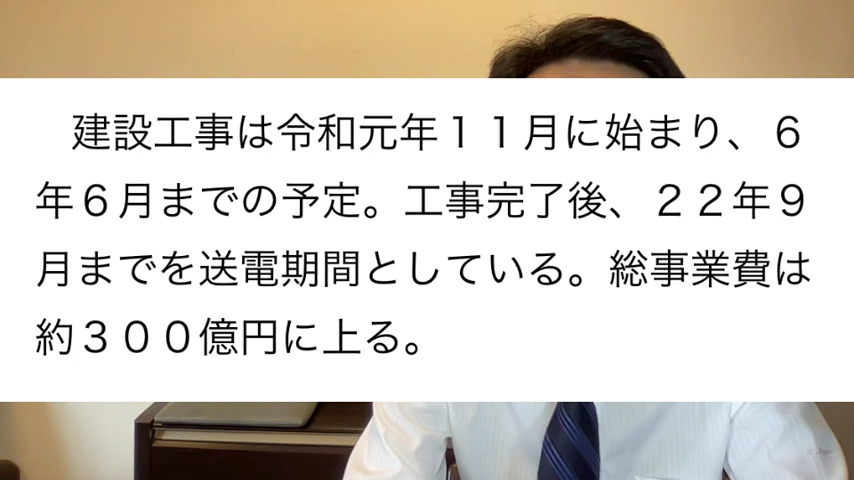 建設工事は令和元年１１月に始まり、６
年６月までの予定。工事完了後、２２年９
月までを送電期間としている。総事業費は
約３００億円に上る。